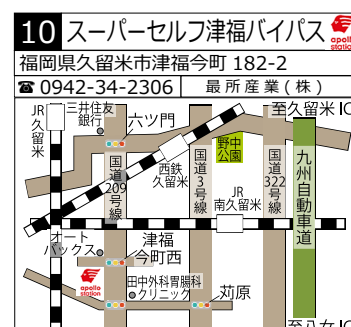 10 スーパーセルフ津福バイパス apollo station
福岡県久留米市津福今町 182-2
☎ 0942-34-2306 最所産業(株)
JR久留米
三井住友銀行
六ツ門
至久留米 IC
国道209号線
西鉄久留米
国道3号線
野中公園
国道322号線
九州自動車道
JR南久留米
オートバックス
津福今町西
apollo station
田中外科胃腸科クリニック
苅原
至八女 IC